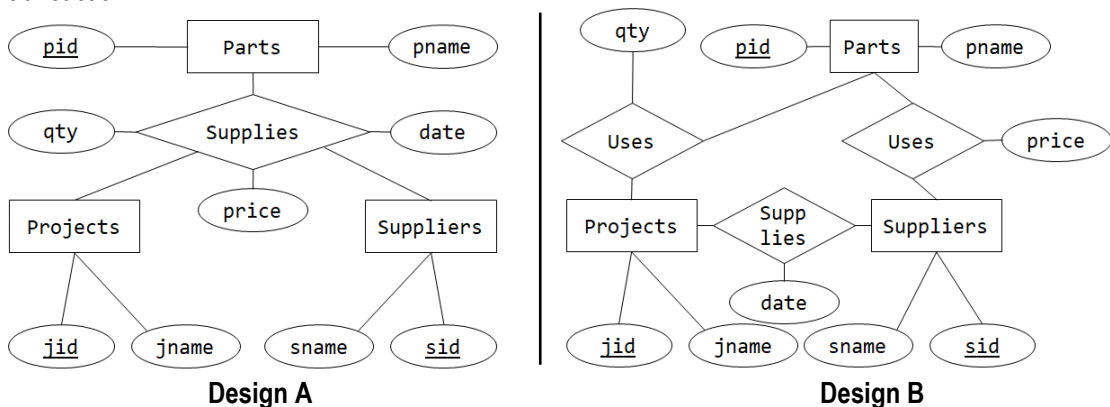 pid
Parts
pname
qty
Supplies
date
price
Projects
Suppliers
jid
jname
sname
sid
Design A
qty
pid
Parts
pname
Uses
Uses
price
Projects
Supp
lies
Suppliers
date
jid
jname
sname
sid
Design B